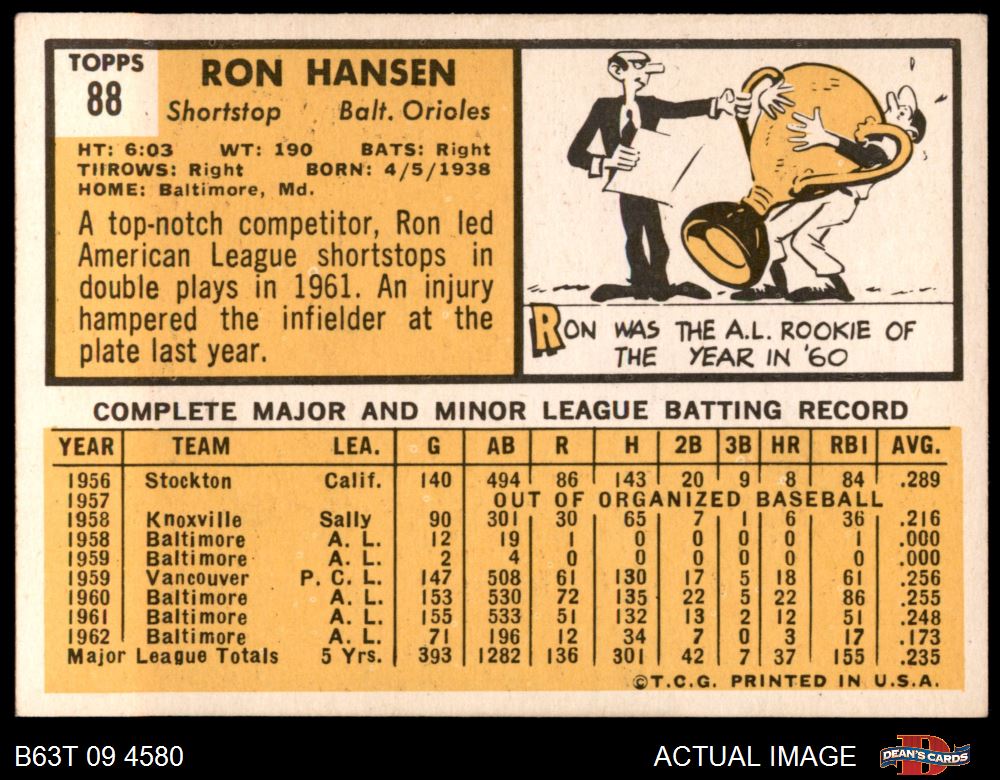 TOPPS
88
RON HANSEN
Shortstop Balt. Orioles
HT: 6:03 WT: 190 BATS: Right
THROWS: Right BORN: 4/5/1938
HOME: Baltimore, Md.
A top-notch competitor, Ron led
American League shortstops in
double plays in 1961. An injury
hampered the infielder at the
plate last year.
RON WAS THE A.L. ROOKIE OF
THE YEAR IN '60
COMPLETE MAJOR AND MINOR LEAGUE BATTING RECORD
YEAR TEAM LEA. G AB R H 2B 3B HR RBI AVG.
1956 Stockton Calif. 140 494 86 143 20 9 8 84 .289
1957 OUT OF ORGANIZED BASEBALL
1958 Knoxville Sally 90 301 30 65 7 1 6 36 .216
1958 Baltimore A. L. 12 19 1 0 0 0 0 1 .000
1959 Baltimore A. L. 2 4 0 0 0 0 0 0 .000
1959 Vancouver P. C. L. 147 508 61 130 17 5 18 61 .256
1960 Baltimore A. L. 153 530 72 135 22 5 22 86 .255
1961 Baltimore A. L. 155 533 51 132 13 2 12 51 .248
1962 Baltimore A. L. 71 196 12 34 7 0 3 17 .173
Major League Totals 5 Yrs. 393 1282 136 301 42 7 37 155 .235
©T.C.G. PRINTED IN U.S.A.
B63T 09 4580 ACTUAL IMAGE DEAN'S CARDS